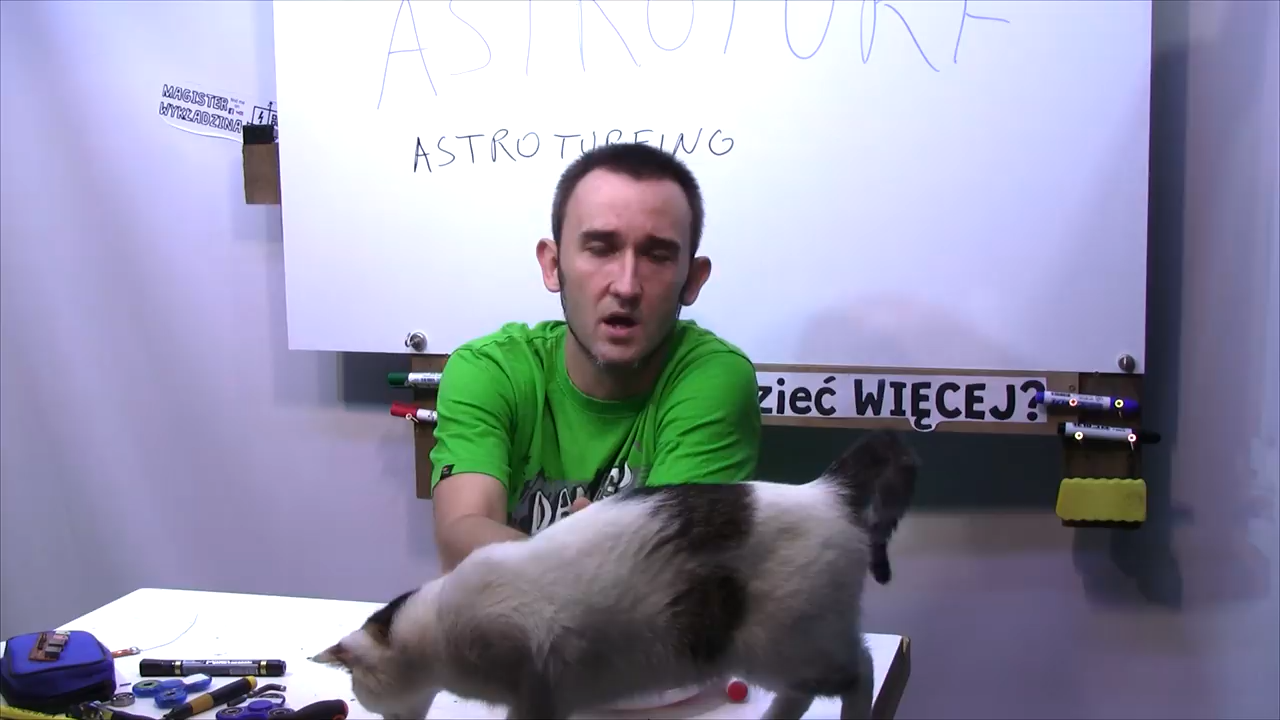 ASTROTURF
MAGISTER
WYKŁADZINA
ASTROTURFING
zieć WIĘCEJ?